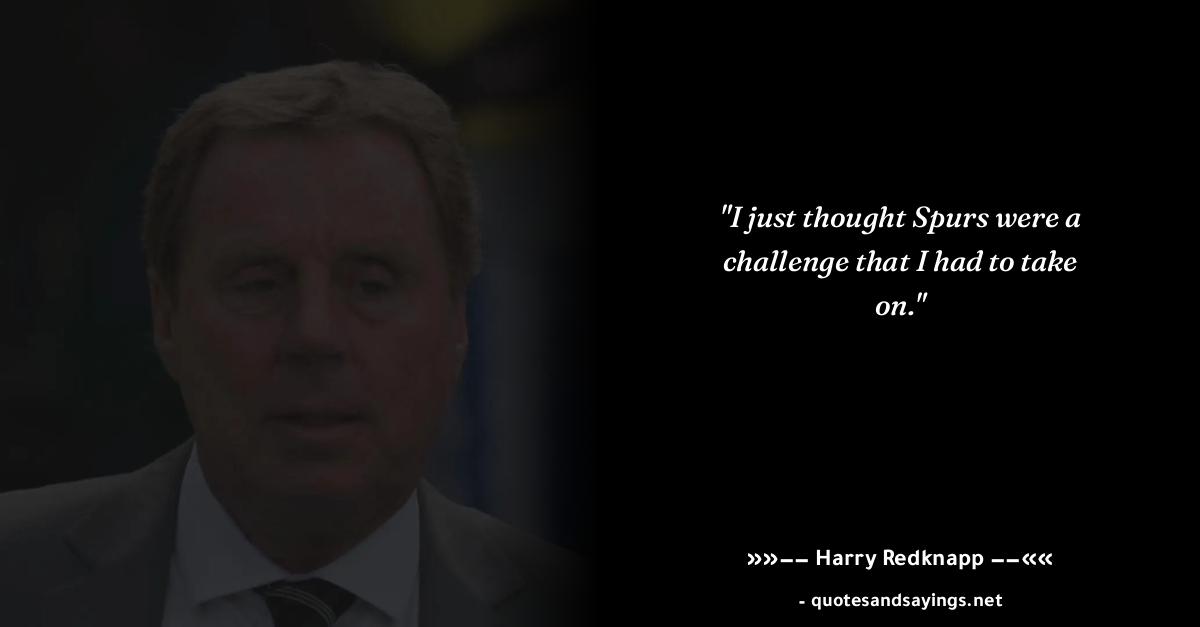 "I just thought Spurs were a
challenge that I had to take
on."
»»–– Harry Redknapp ––««
- quotesandsayings.net